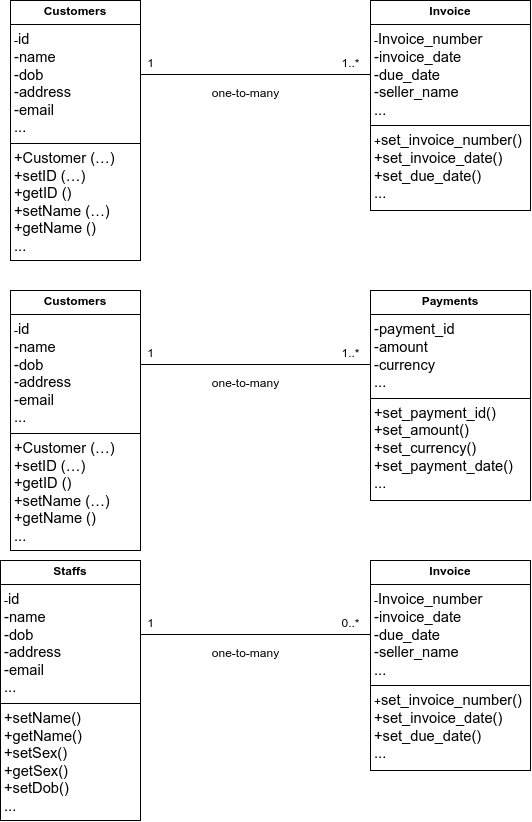 Customers
-id
-name
-dob
-address
-email
...
+Customer (…)
+setID (…)
+getID ()
+setName (…)
+getName ()
...
1
1..*
one-to-many
Invoice
-Invoice_number
-invoice_date
-due_date
-seller_name
...
+set_invoice_number()
+set_invoice_date()
+set_due_date()
...
Customers
-id
-name
-dob
-address
-email
...
+Customer (…)
+setID (…)
+getID ()
+setName (…)
+getName ()
...
1
1..*
one-to-many
Payments
-payment_id
-amount
-currency
...
+set_payment_id()
+set_amount()
+set_currency()
+set_payment_date()
...
Staffs
-id
-name
-dob
-address
-email
...
+setName()
+getName()
+setSex()
+getSex()
+setDob()
...
1
0..*
one-to-many
Invoice
-Invoice_number
-invoice_date
-due_date
-seller_name
...
+set_invoice_number()
+set_invoice_date()
+set_due_date()
...